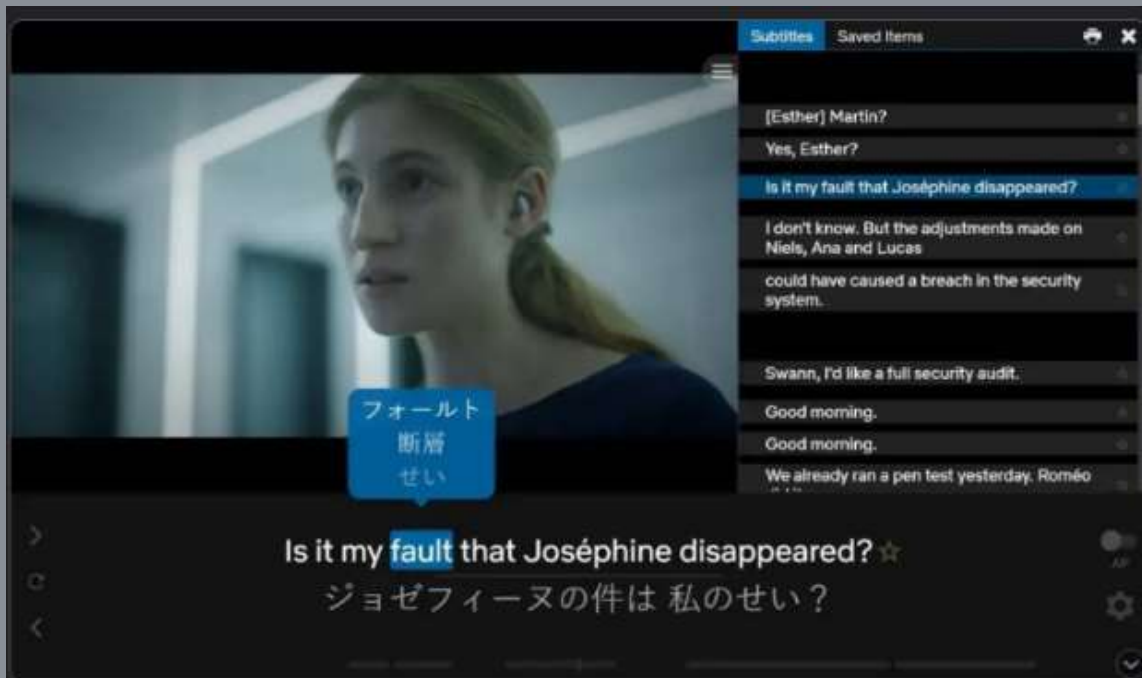 Subtitles Saved Items
[Esther] Martin?
Yes, Esther?
Is it my fault that Joséphine disappeared?
I don't know. But the adjustments made on
Niels, Ana and Lucas
could have caused a breach in the security
system.
Swann, I'd like a full security audit.
Good morning.
Good morning.
We already ran a pen test yesterday. Roméo
フォールト
断層
せい
Is it my fault that Joséphine disappeared?
ジョゼフィーヌの件は 私のせい？
AP